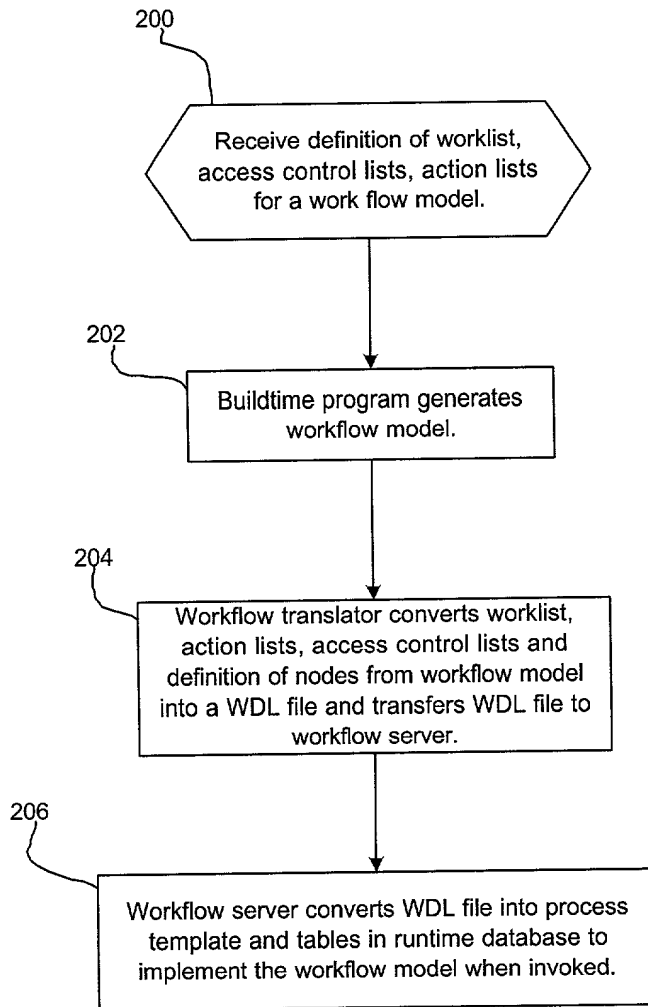 200
Receive definition of worklist,
access control lists, action lists
for a work flow model.
202
Buildtime program generates
workflow model.
204
Workflow translator converts worklist,
action lists, access control lists and
definition of nodes from workflow model
into a WDL file and transfers WDL file to
workflow server.
206
Workflow server converts WDL file into process
template and tables in runtime database to
implement the workflow model when invoked.